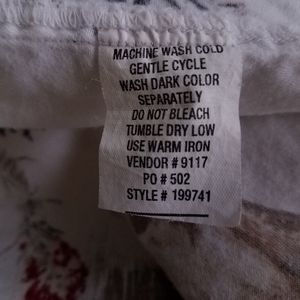 MACHINE WASH COLD
GENTLE CYCLE
WASH DARK COLOR
SEPARATELY
DO NOT BLEACH
TUMBLE DRY LOW
USE WARM IRON
VENDOR # 9117
PO # 502
STYLE # 199741